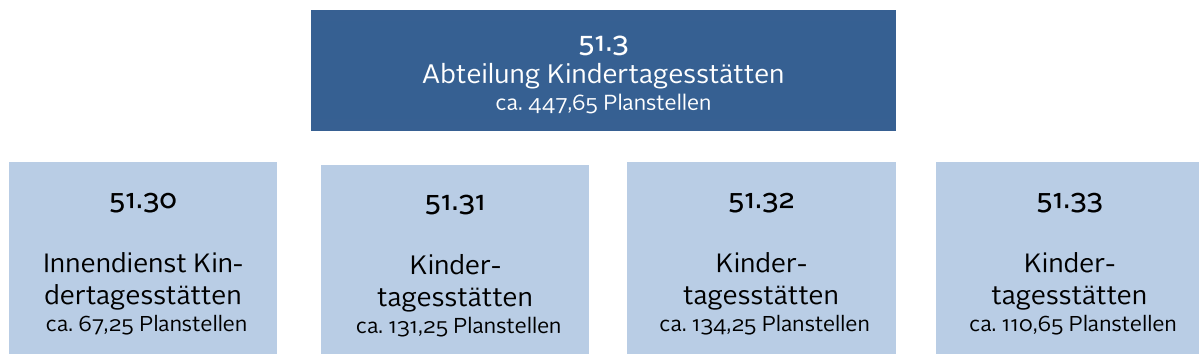 51.3
Abteilung Kindertagesstätten
ca. 447,65 Planstellen
51.30
Innendienst Kin-
dertagesstätten
ca. 67,25 Planstellen
51.31
Kinder-
tagesstätten
ca. 131,25 Planstellen
51.32
Kinder-
tagesstätten
ca. 134,25 Planstellen
51.33
Kinder-
tagesstätten
ca. 110,65 Planstellen